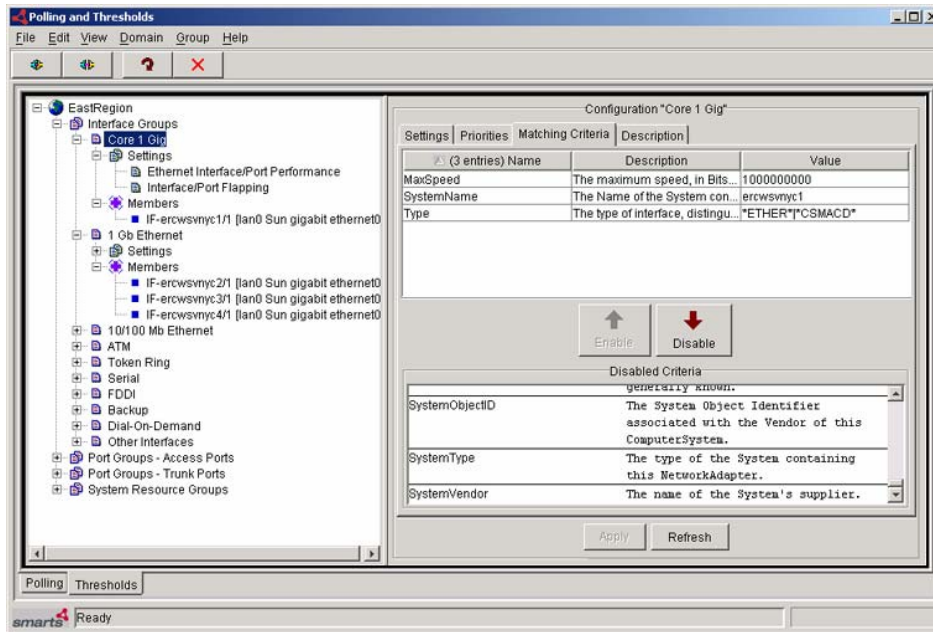 Polling and Thresholds
File Edit View Domain Group Help
EastRegion
Interface Groups
Core 1 Gig
Settings
Ethernet Interface/Port Performance
Interface/Port Flapping
Members
IF-ercwsvnyc1/1 [lan0 Sun gigabit ethernet0
1 Gb Ethernet
Settings
Members
IF-ercwsvnyc2/1 [lan0 Sun gigabit ethernet0
IF-ercwsvnyc3/1 [lan0 Sun gigabit ethernet0
IF-ercwsvnyc4/1 [lan0 Sun gigabit ethernet0
10/100 Mb Ethernet
ATM
Token Ring
Serial
FDDI
Backup
Dial-On-Demand
Other Interfaces
Port Groups - Access Ports
Port Groups - Trunk Ports
System Resource Groups
Configuration "Core 1 Gig"
Settings Priorities Matching Criteria Description
(3 entries) Name Description Value
MaxSpeed The maximum speed, in Bits... 1000000000
SystemName The Name of the System con... ercwsvnyc1
Type The type of interface, distingu... *ETHER*|*CSMACD*
Enable Disable
Disabled Criteria
generally known.
SystemObjectID The System Object Identifier
associated with the Vendor of this
ComputerSystem.
SystemType The type of the System containing
this NetworkAdapter.
SystemVendor The name of the System's supplier.
Apply Refresh
Polling Thresholds
smarts Ready